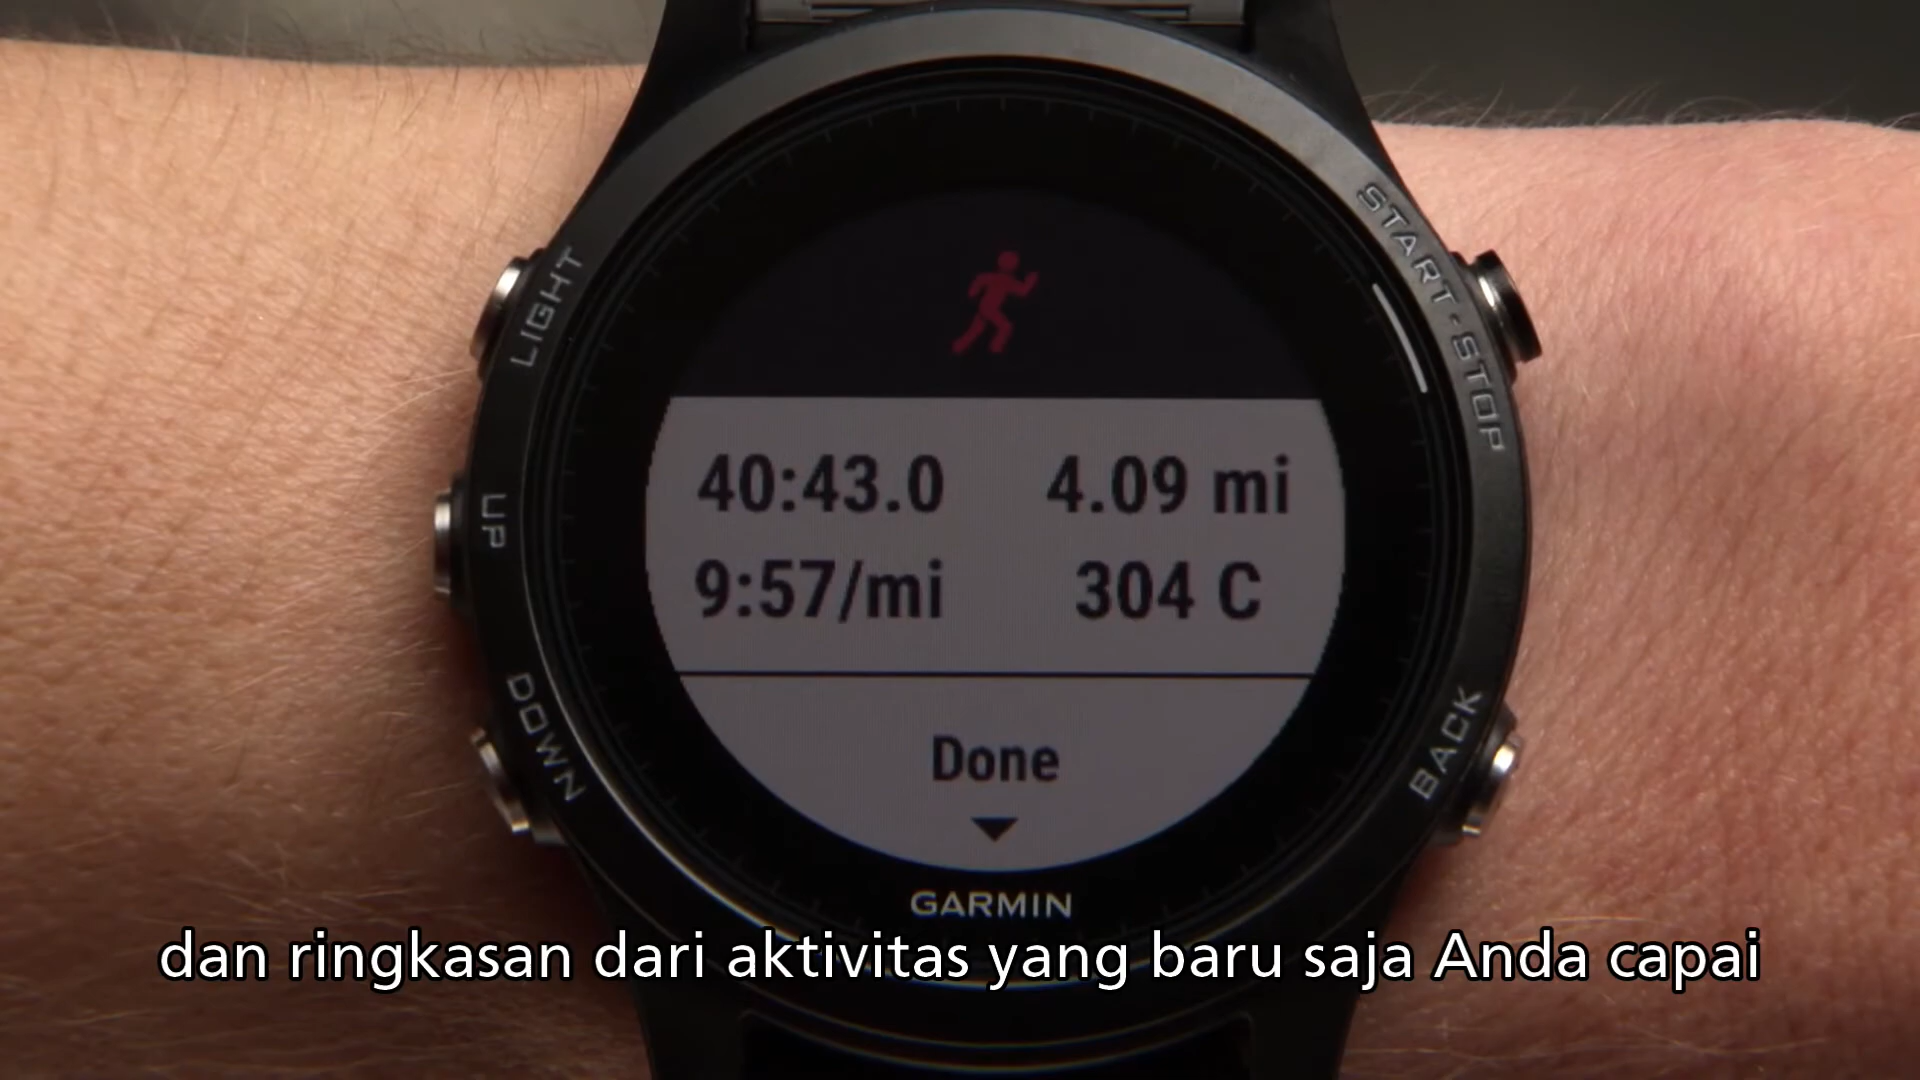 LIGHT
START·STOP
UP
40:43.0 4.09 mi
9:57/mi 304 C
DOWN
BACK
Done
GARMIN
dan ringkasan dari aktivitas yang baru saja Anda capai